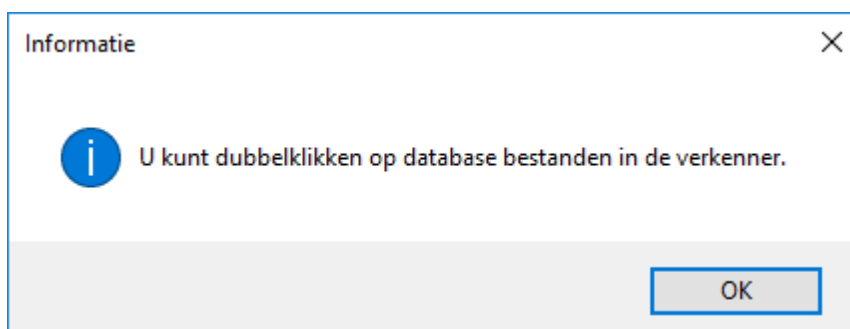 Informatie
U kunt dubbelklikken op database bestanden in de verkenner.
OK